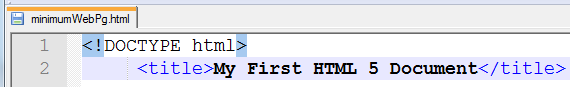 minimumWebPg.html
1 <!DOCTYPE html>
2 <title>My First HTML 5 Document</title>